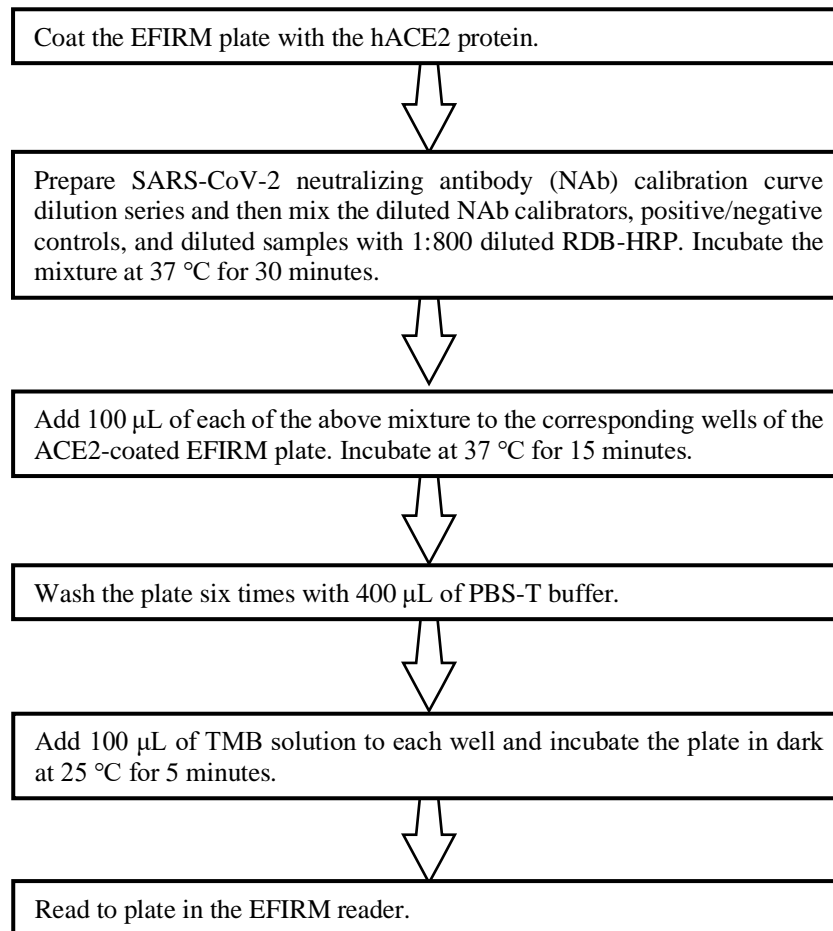 Coat the EFIRM plate with the hACE2 protein.
Prepare SARS-CoV-2 neutralizing antibody (NAb) calibration curve
dilution series and then mix the diluted NAb calibrators, positive/negative
controls, and diluted samples with 1:800 diluted RDB-HRP. Incubate the
mixture at 37 °C for 30 minutes.
Add 100 μL of each of the above mixture to the corresponding wells of the
ACE2-coated EFIRM plate. Incubate at 37 °C for 15 minutes.
Wash the plate six times with 400 μL of PBS-T buffer.
Add 100 μL of TMB solution to each well and incubate the plate in dark
at 25 °C for 5 minutes.
Read to plate in the EFIRM reader.